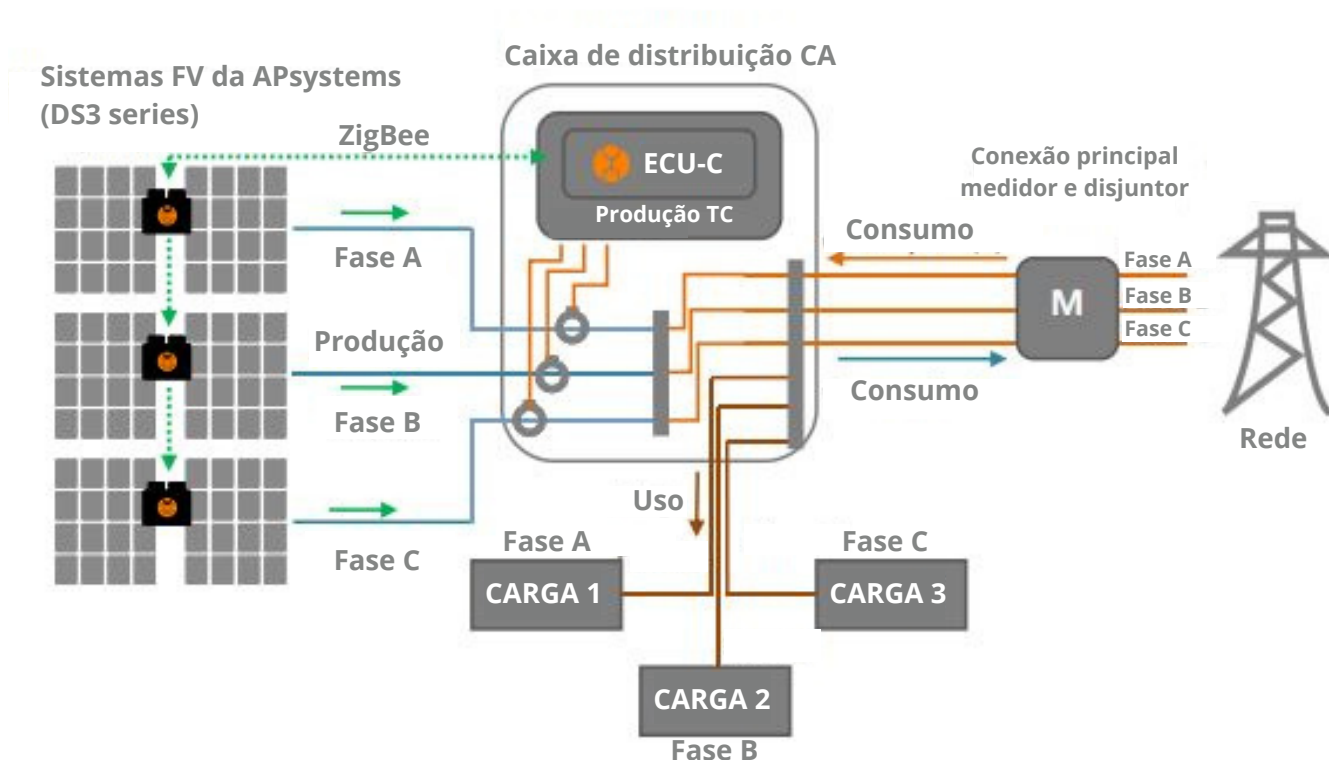 Caixa de distribuição CA
Sistemas FV da APsystems
(DS3 series)
ZigBee
ECU-C
Produção TC
Conexão principal
medidor e disjuntor
Consumo
Fase A
Fase A
Fase B
M
Fase C
Produção
Consumo
Fase B
Rede
Uso
Fase C
Fase A
Fase C
CARGA 1
CARGA 3
CARGA 2
Fase B